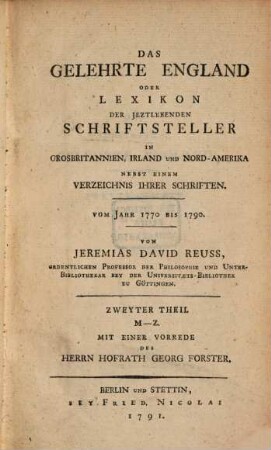 DAS
GELEHRTE ENGLAND
ODER
LEXIKON
DER JEZTLEBENDEN
SCHRIFTSTELLER
IN
GROSBRITANNIEN, IRLAND UND NORD-AMERIKA
NEBST EINEM
VERZEICHNIS IHRER SCHRIFTEN.
VOM JAHR 1770 BIS 1790.
VON
JEREMIAS DAVID REUSS,
ORDENTLICHEM PROFESSOR DER PHILOSOPHIE UND UNTER-
BIBLIOTHEKAR BEY DER UNIVERSITÆTS-BIBLIOTHEK
ZU GÖTTINGEN.
ZWEYTER THEIL
M—Z.
MIT EINER VORREDE
DES
HERRN HOFRATH GEORG FORSTER.
BERLIN UND STETTIN,
BEY FRIED. NICOLAI
1791.